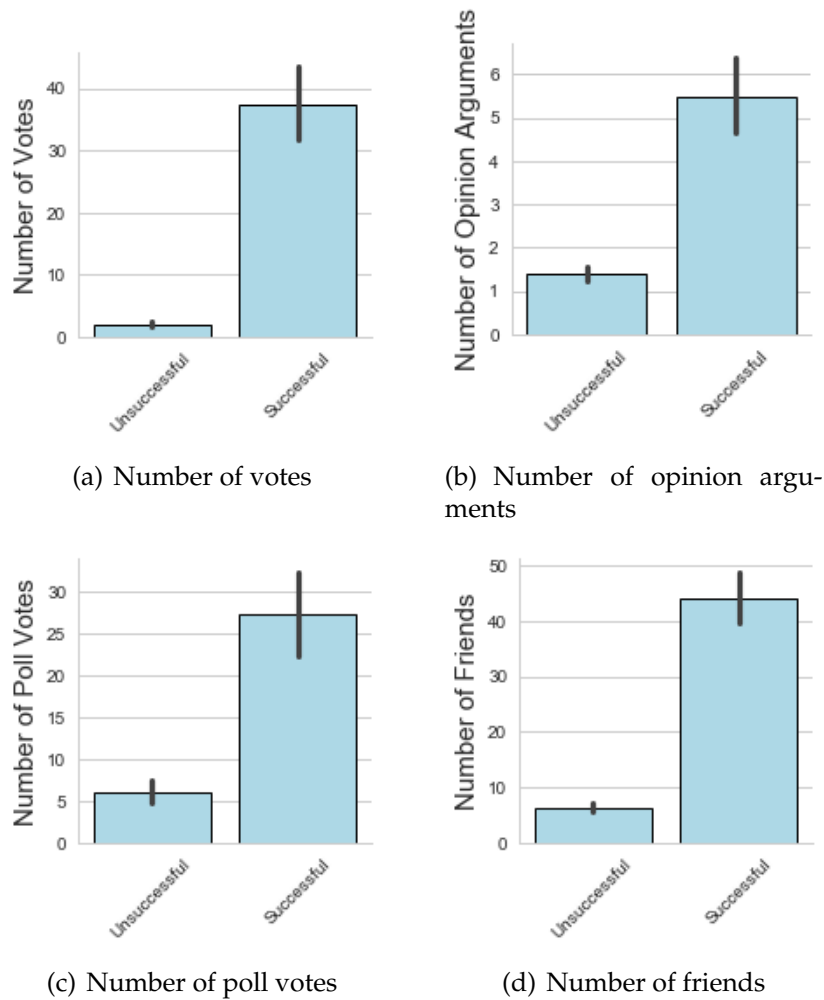 Number of Votes
40
30
20
10
0
Unsuccessful
Successful
(a) Number of votes
Number of Opinion Arguments
6
5
4
3
2
1
0
Unsuccessful
Successful
(b) Number of opinion argu-
ments
Number of Poll Votes
30
25
20
15
10
5
0
Unsuccessful
Successful
(c) Number of poll votes
Number of Friends
50
40
30
20
10
0
Unsuccessful
Successful
(d) Number of friends